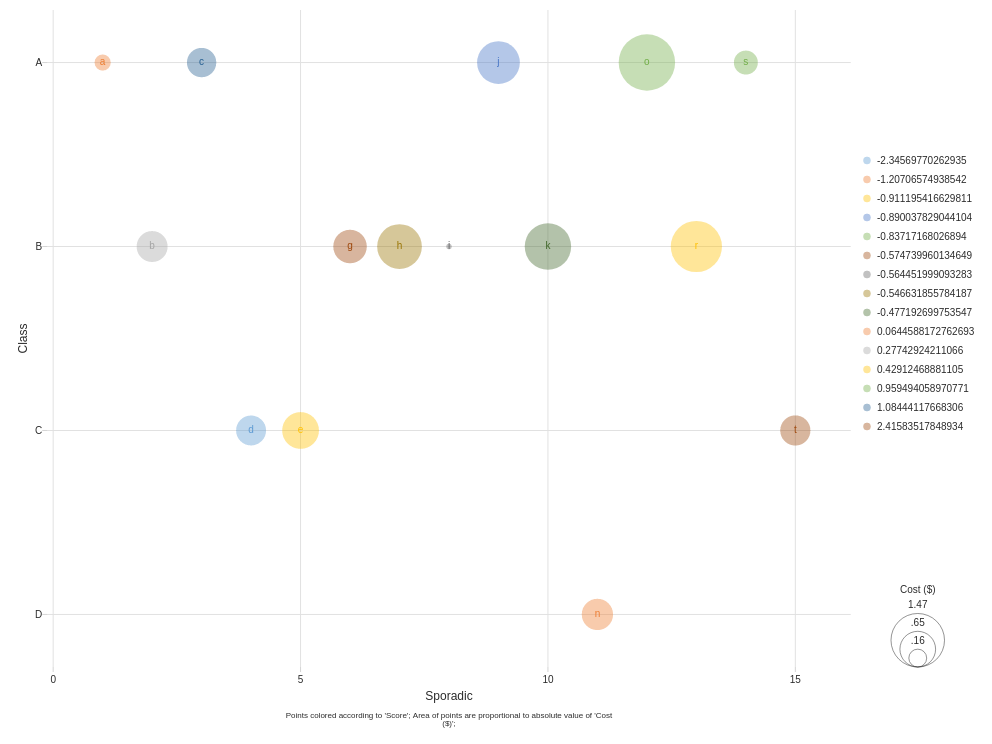 A
a
c
j
o
s
B
b
g
h
i
k
r
Class
C
d
e
t
D
n
0
5
10
15
Sporadic
Points colored according to 'Score'; Area of points are proportional to absolute value of 'Cost
($)';
-2.34569770262935
-1.20706574938542
-0.911195416629811
-0.890037829044104
-0.83717168026894
-0.574739960134649
-0.564451999093283
-0.546631855784187
-0.477192699753547
0.0644588172762693
0.27742924211066
0.42912468881105
0.959494058970771
1.08444117668306
2.41583517848934
Cost ($)
1.47
.65
.16